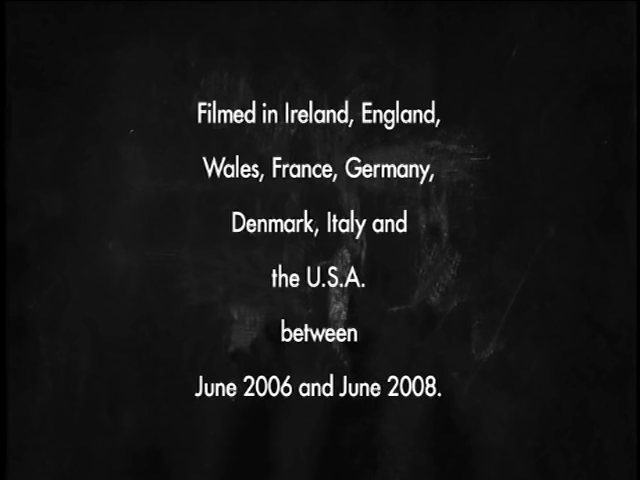 Filmed in Ireland, England,
Wales, France, Germany,
Denmark, Italy and
the U.S.A.
between
June 2006 and June 2008.